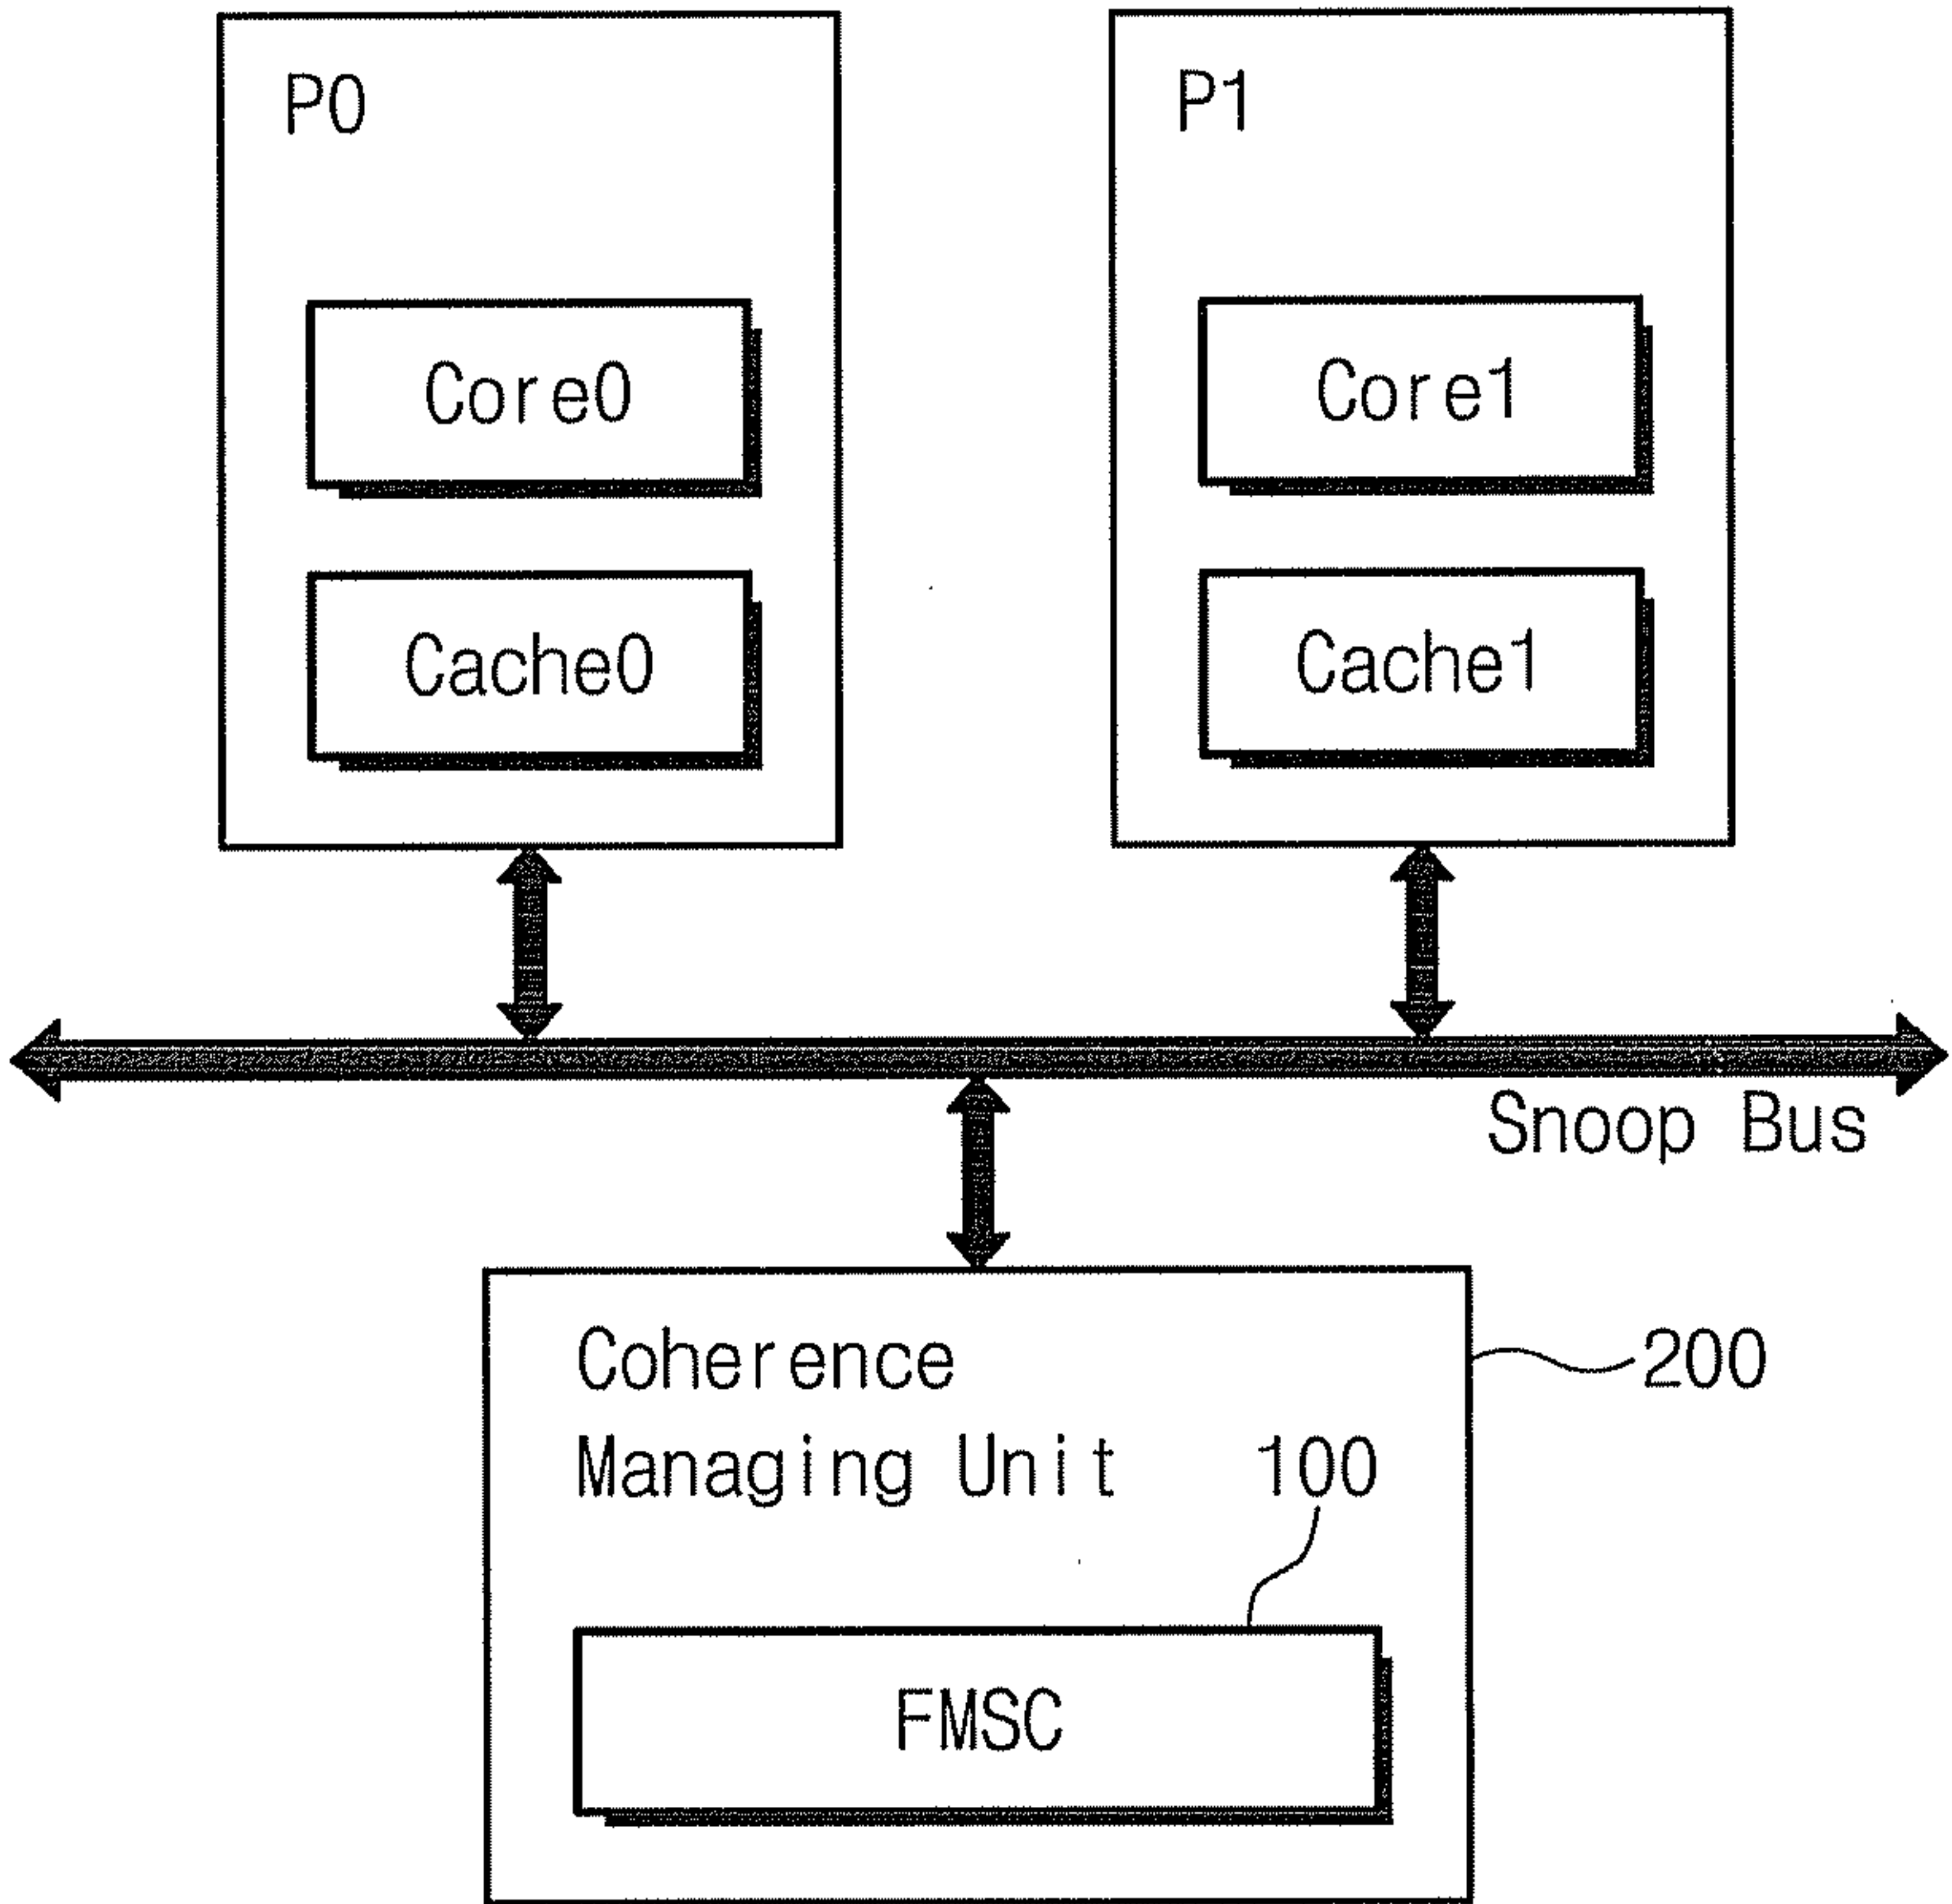 P0
P1
Core0
Core1
Cache0
Cache1
Snoop Bus
Coherence
200
Managing Unit
100
FMSC